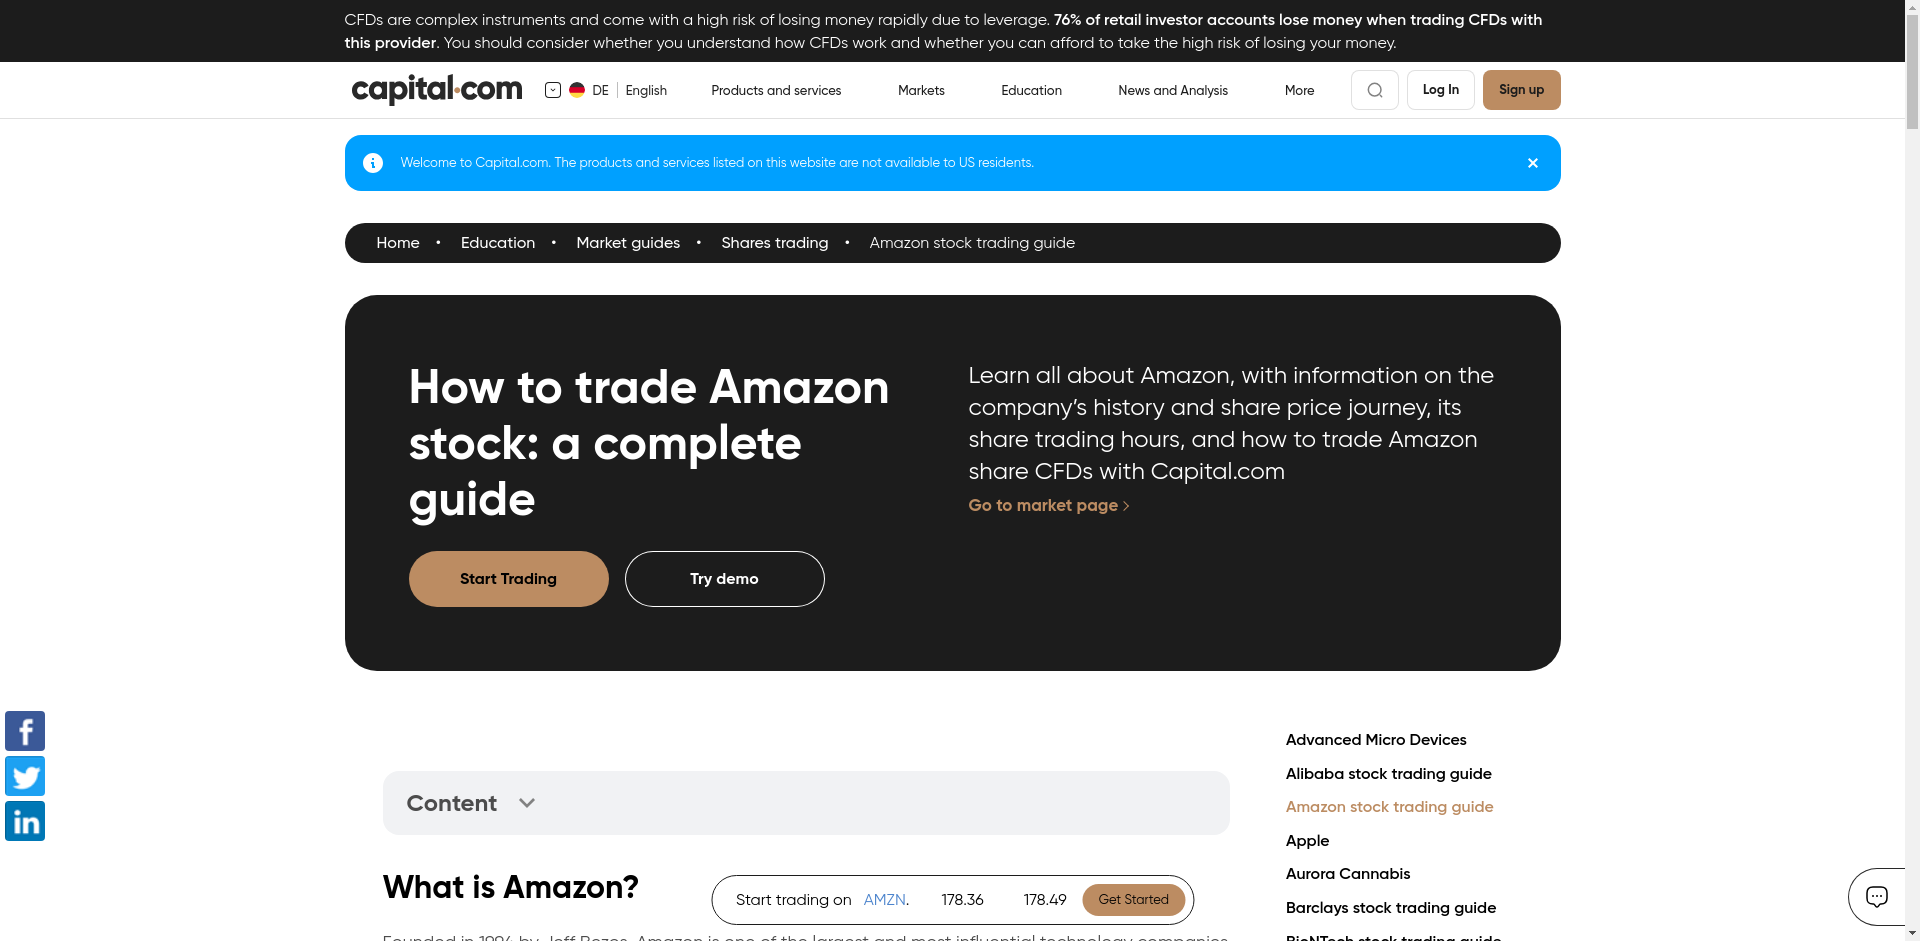 CFDs are complex instruments and come with a high risk of losing money rapidly due to leverage. 76% of retail investor accounts lose money when trading CFDs with
this provider. You should consider whether you understand how CFDs work and whether you can afford to take the high risk of losing your money.
capital.com
DE
English
Products and services
Markets
Education
News and Analysis
More
Log In
Sign up
Welcome to Capital.com. The products and services listed on this website are not available to US residents.
Home • Education • Market guides • Shares trading • Amazon stock trading guide
How to trade Amazon
stock: a complete
guide
Start Trading
Try demo
Learn all about Amazon, with information on the
company’s history and share price journey, its
share trading hours, and how to trade Amazon
share CFDs with Capital.com
Go to market page
Content
What is Amazon?
Start trading on AMZN. 178.36 178.49 Get Started
Founded in 1994 by Jeff Bezos, Amazon is one of the largest and most influential technology companies
Advanced Micro Devices
Alibaba stock trading guide
Amazon stock trading guide
Apple
Aurora Cannabis
Barclays stock trading guide
BioNTech stock trading guide